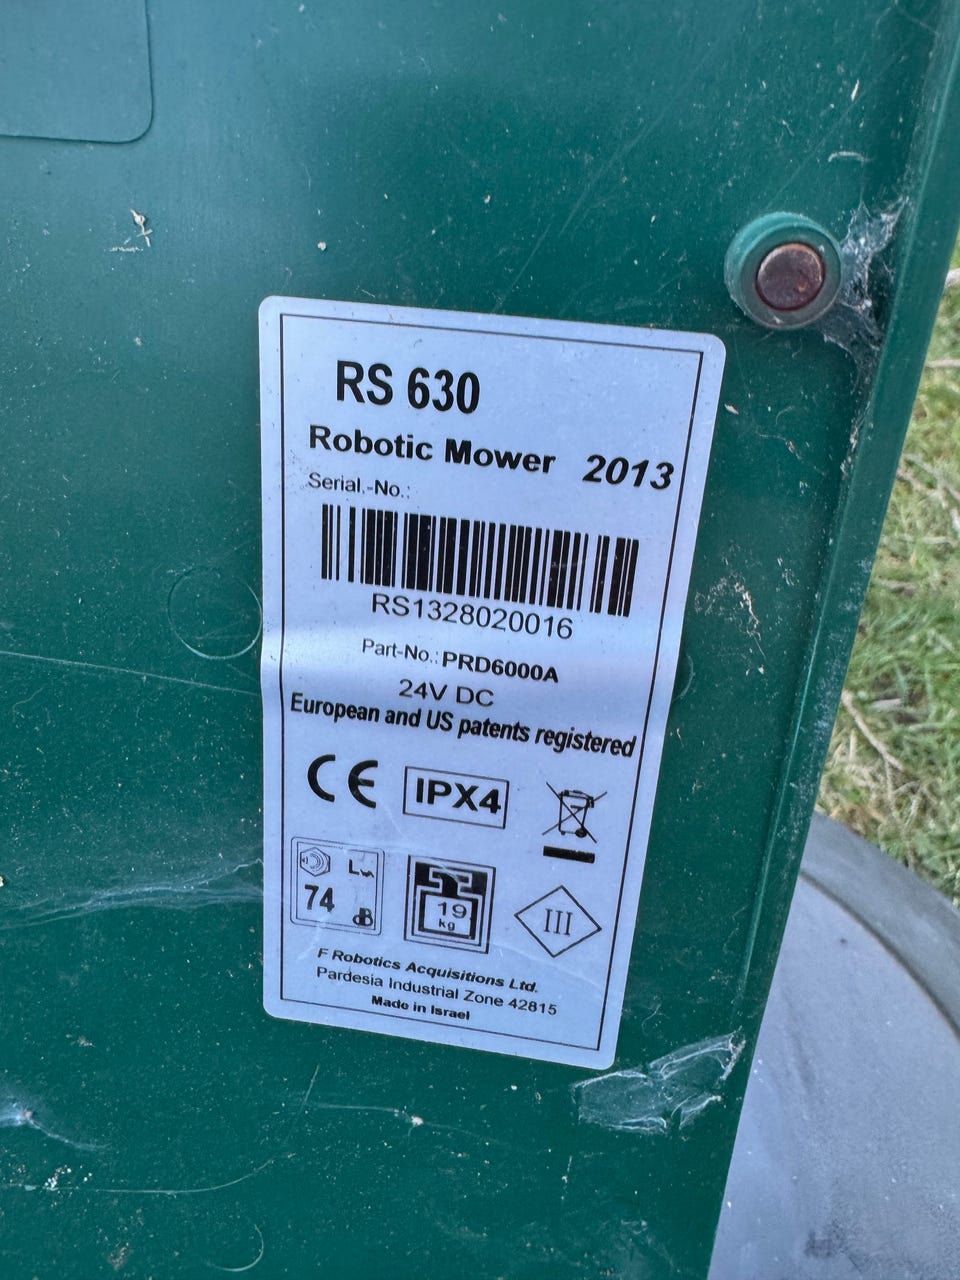 RS 630
Robotic Mower 2013
Serial.-No.:
RS1328020016
Part-No.: PRD6000A
24V DC
European and US patents registered
CE IPX4
LWA
74
dB
19
kg
III
F Robotics Acquisitions Ltd.
Pardesia Industrial Zone 42815
Made in Israel